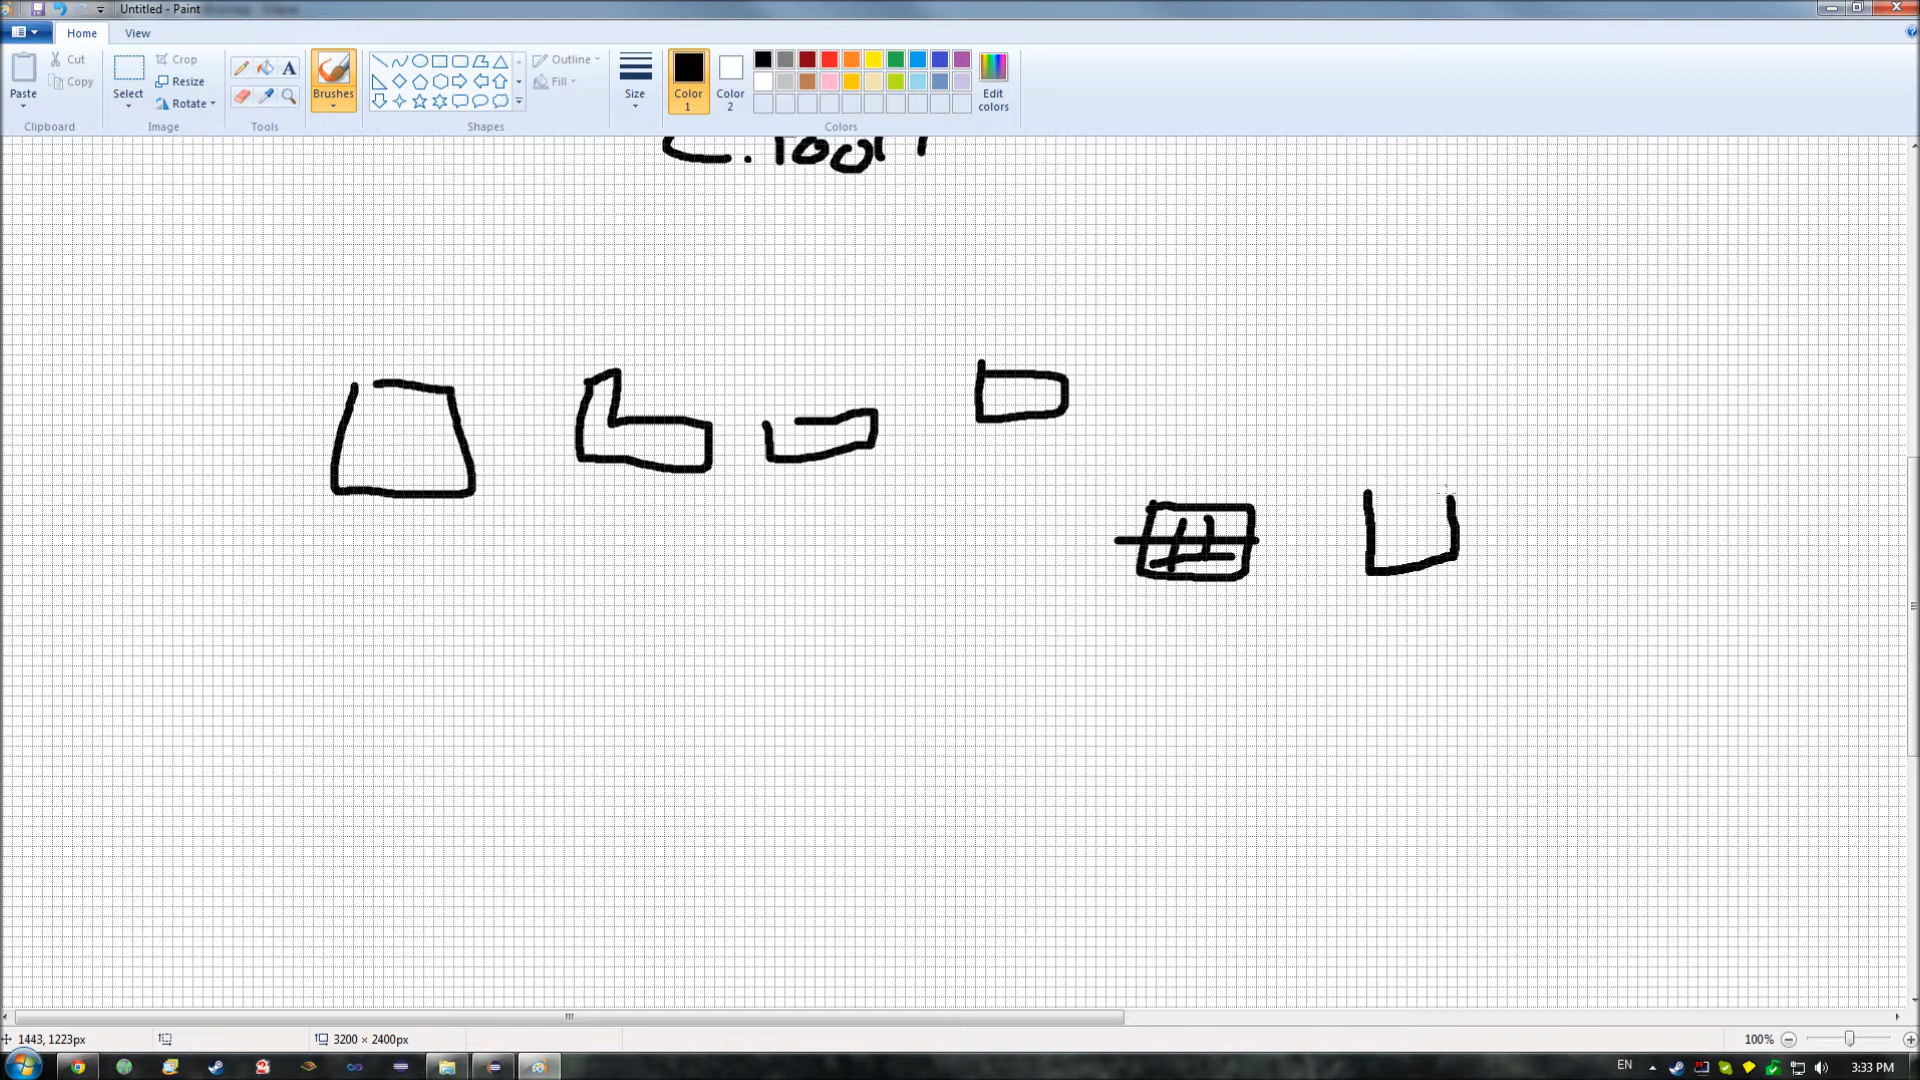 Untitled - Paint
Home View
Cut
Copy
Paste
Clipboard
Select
Crop
Resize
Rotate
Image
Tools
Brushes
Shapes
Outline
Fill
Size
Color 1
Color 2
Edit colors
Colors
1443, 1223px
3200 × 2400px
100%
EN
3:33 PM